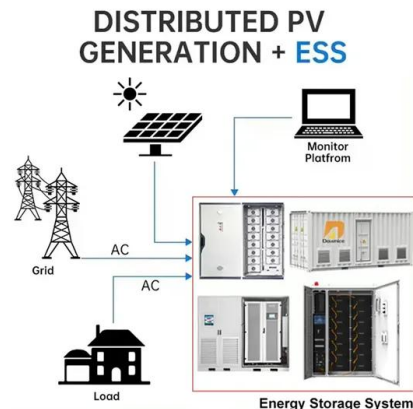 DISTRIBUTED PV
GENERATION + ESS
Monitor
Platfrom
AC
Grid
AC
Load
Energy Storage System